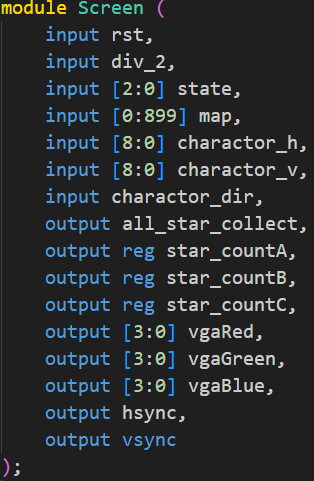 module Screen (
    input rst,
    input div_2,
    input [2:0] state,
    input [0:899] map,
    input [8:0] charactor_h,
    input [8:0] charactor_v,
    input charactor_dir,
    output all_star_collect,
    output reg star_countA,
    output reg star_countB,
    output reg star_countC,
    output [3:0] vgaRed,
    output [3:0] vgaGreen,
    output [3:0] vgaBlue,
    output hsync,
    output vsync
);